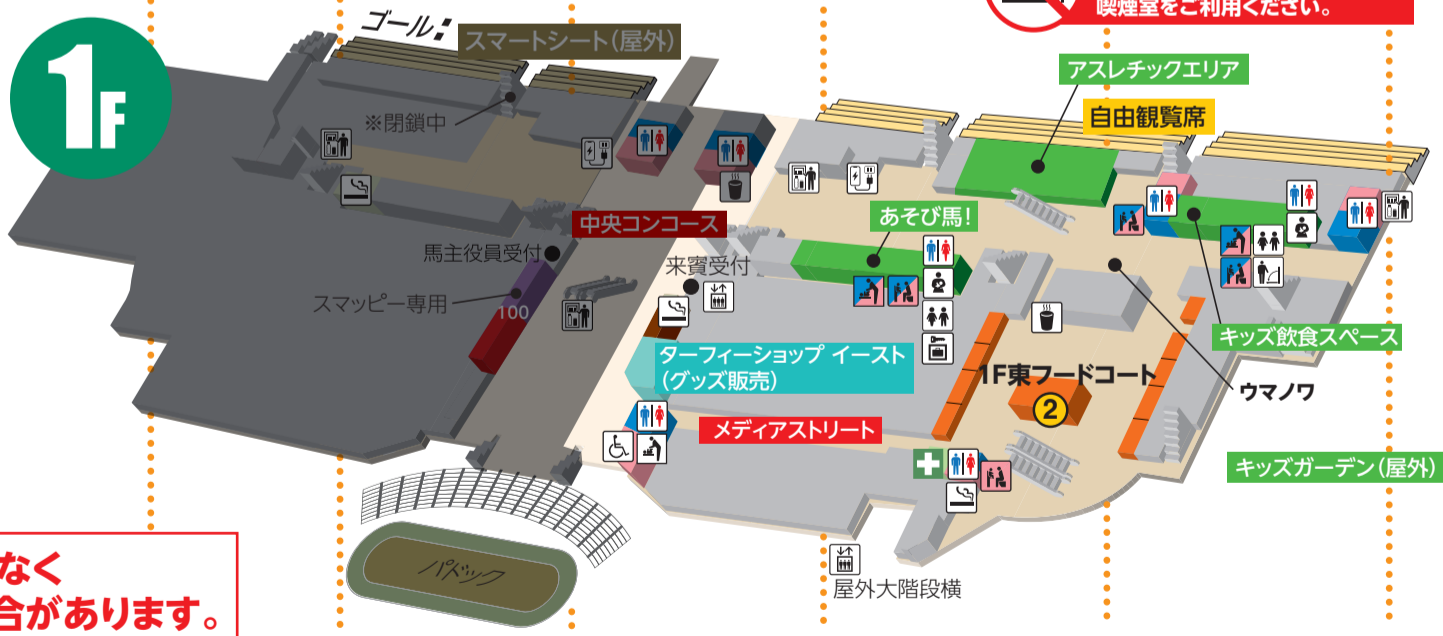 1F
ゴール
スマートシート(屋外)
喫煙室をご利用ください。
アスレチックエリア
自由観覧席
※閉鎖中
中央コンコース
あそび馬!
馬主役員受付
来賓受付
スマッピー専用
100
ターフィーショップ イースト
(グッズ販売)
キッズ飲食スペース
1F東フードコート
2
ウマノワ
メディアストリート
キッズガーデン(屋外)
パドック
屋外大階段横
なく
合があります。